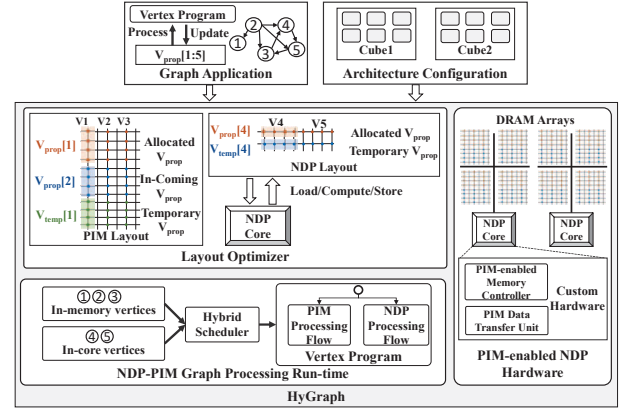 Vertex Program
Process
Update
Vprop[1:5]
1
2
3
4
5
Graph Application
Cube1
Cube2
Architecture Configuration
V1 V2 V3
Vprop[1]
Allocated
Vprop
Vprop[2]
In-Coming
Vprop
Vtemp[1]
Temporary
Vprop
PIM Layout
V4 V5
Vprop[4]
Allocated Vprop
Vtemp[4]
Temporary Vprop
NDP Layout
Load/Compute/Store
NDP
Core
Layout Optimizer
DRAM Arrays
NDP
Core
NDP
Core
PIM-enabled
Memory
Controller
PIM Data
Transfer Unit
Custom
Hardware
PIM-enabled NDP
Hardware
①②③
In-memory vertices
④⑤
In-core vertices
Hybrid
Scheduler
PIM
Processing
Flow
NDP
Processing
Flow
Vertex Program
NDP-PIM Graph Processing Run-time
HyGraph